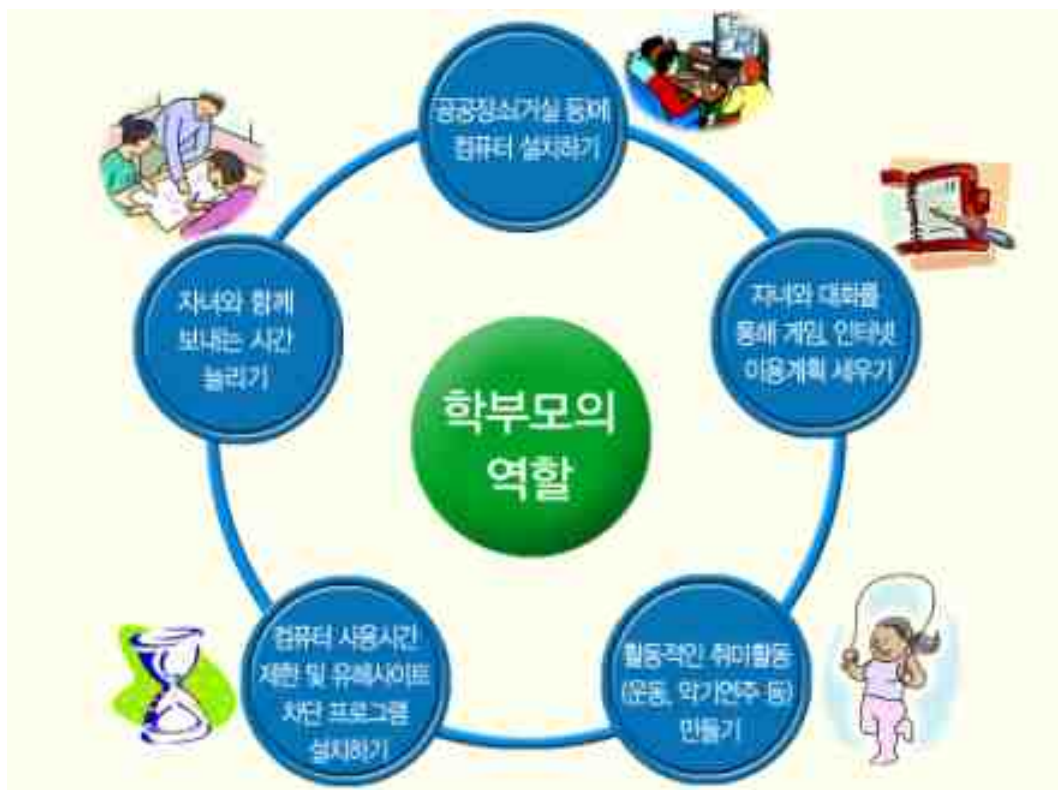 공공장소(거실 등)에
컴퓨터 설치하기
자녀와 대화를
통해 게임, 인터넷
이용계획 세우기
활동적인 취미활동
(운동, 악기연주 등)
만들기
컴퓨터 사용시간
제한 및 유해사이트
차단 프로그램
설치하기
자녀와 함께
보내는 시간
늘리기
학부모의
역할